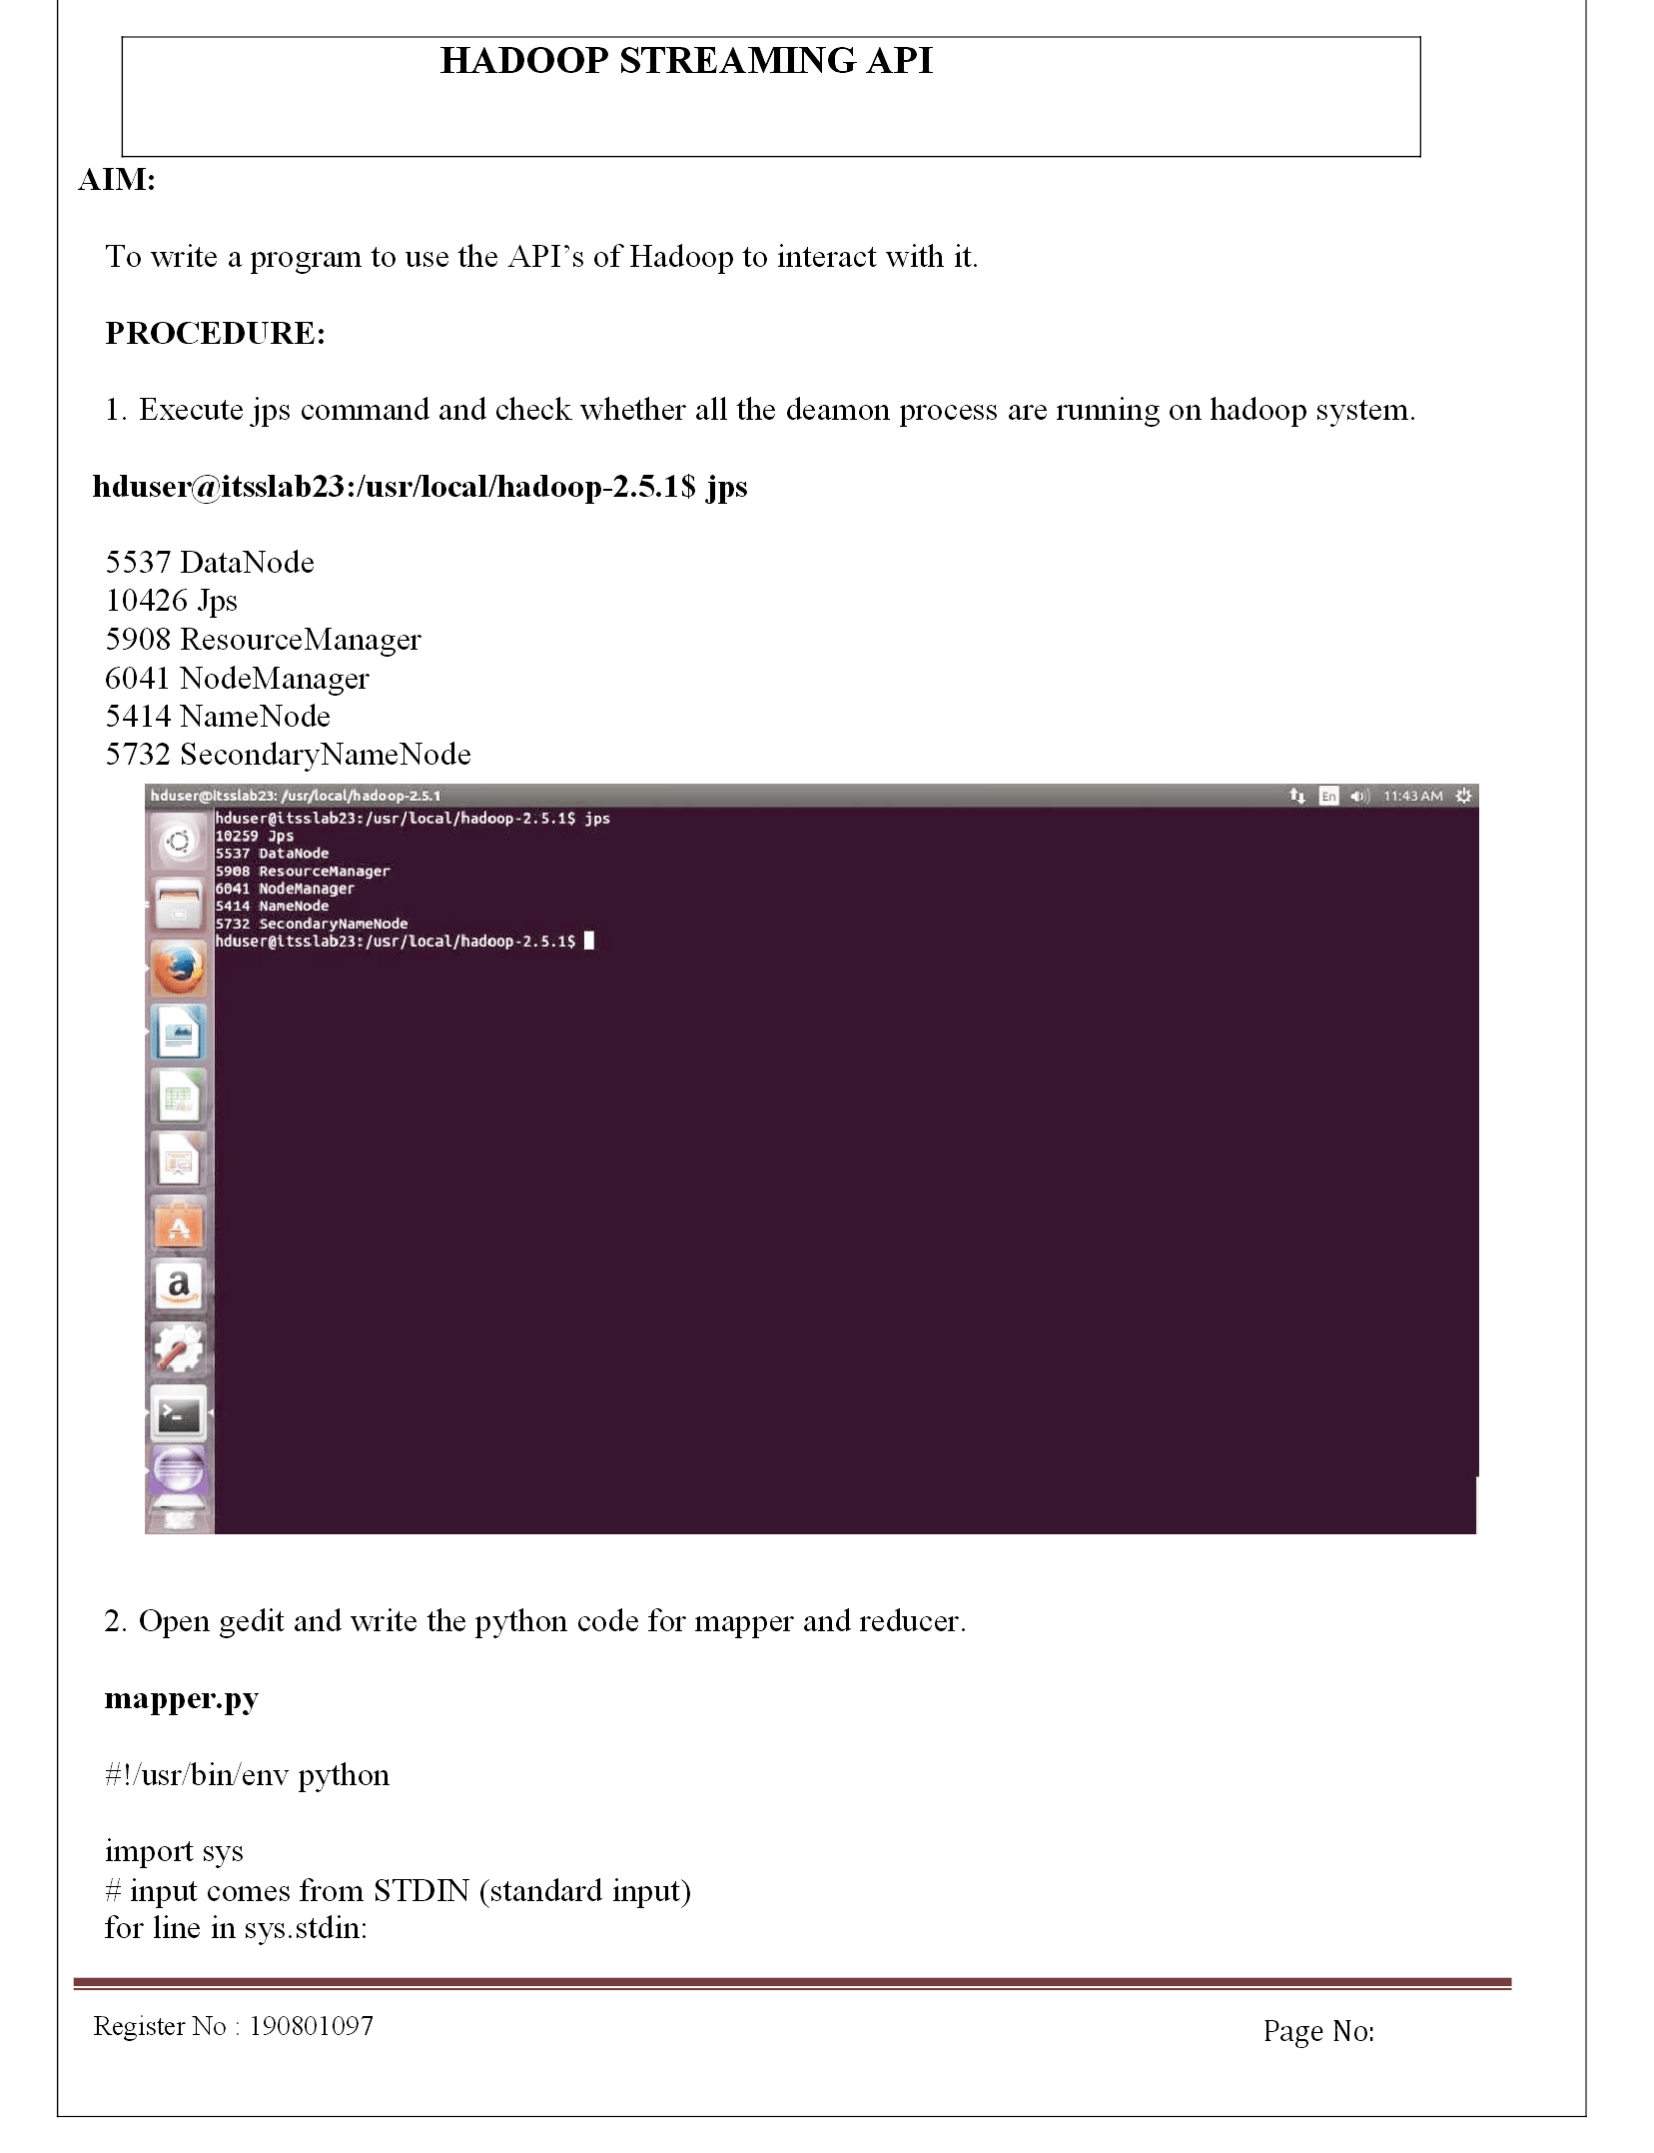 HADOOP STREAMING API
AIM:
To write a program to use the API’s of Hadoop to interact with it.
PROCEDURE:
1. Execute jps command and check whether all the deamon process are running on hadoop system.
hduser@itsslab23:/usr/local/hadoop-2.5.1$ jps
5537 DataNode
10426 Jps
5908 ResourceManager
6041 NodeManager
5414 NameNode
5732 SecondaryNameNode
hduser@itsslab23: /usr/local/hadoop-2.5.1
En
11:43 AM
hduser@itsslab23:/usr/local/hadoop-2.5.1$ jps
10259 Jps
5537 DataNode
5908 ResourceManager
6041 NodeManager
5414 NameNode
5732 SecondaryNameNode
hduser@itsslab23:/usr/local/hadoop-2.5.1$
2. Open gedit and write the python code for mapper and reducer.
mapper.py
#!/usr/bin/env python
import sys
# input comes from STDIN (standard input)
for line in sys.stdin:
Register No : 190801097
Page No: